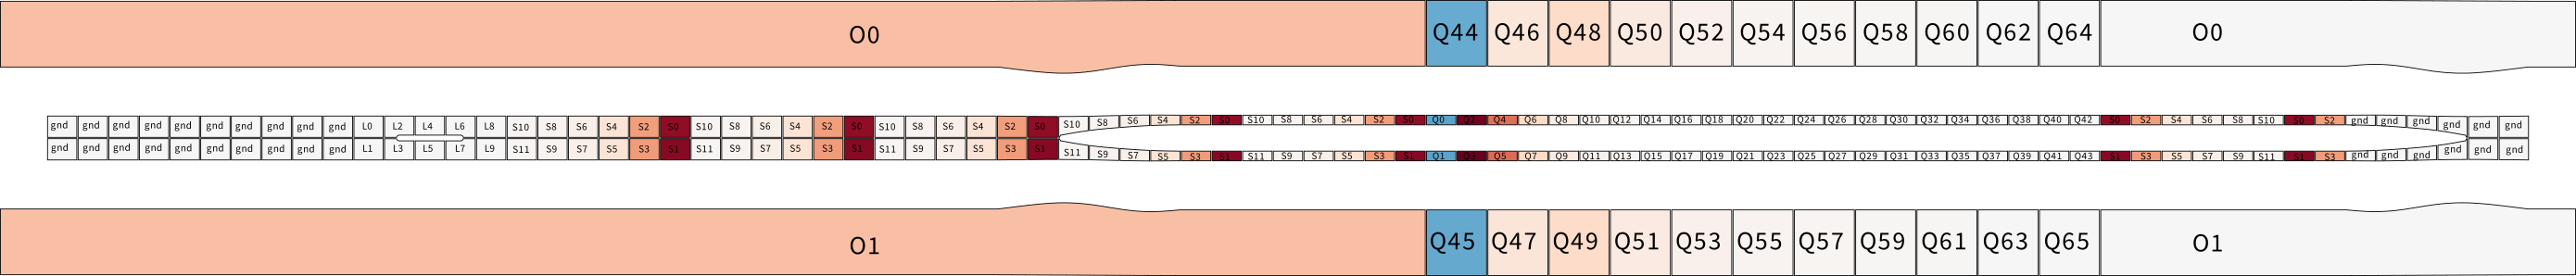 O0 Q44 Q46 Q48 Q50 Q52 Q54 Q56 Q58 Q60 Q62 Q64 O0
gnd gnd gnd gnd gnd gnd gnd gnd gnd gnd L0 L2 L4 L6 L8 S10 S8 S6 S4 S2 S0 S10 S8 S6 S4 S2 S0 S10 S8 S6 S4 S2 S0 S10 S8 S6 S4 S2 S0 S10 S8 S6 S4 S2 S0 Q0 Q2 Q4 Q6 Q8 Q10 Q12 Q14 Q16 Q18 Q20 Q22 Q24 Q26 Q28 Q30 Q32 Q34 Q36 Q38 Q40 Q42 S0 S2 S4 S6 S8 S10 S0 S2 gnd gnd gnd gnd gnd gnd
gnd gnd gnd gnd gnd gnd gnd gnd gnd gnd L1 L3 L5 L7 L9 S11 S9 S7 S5 S3 S1 S11 S9 S7 S5 S3 S1 S11 S9 S7 S5 S3 S1 S11 S9 S7 S5 S3 S1 S11 S9 S7 S5 S3 S1 Q1 Q3 Q5 Q7 Q9 Q11 Q13 Q15 Q17 Q19 Q21 Q23 Q25 Q27 Q29 Q31 Q33 Q35 Q37 Q39 Q41 Q43 S1 S3 S5 S7 S9 S11 S1 S3 gnd gnd gnd gnd gnd gnd
O1 Q45 Q47 Q49 Q51 Q53 Q55 Q57 Q59 Q61 Q63 Q65 O1